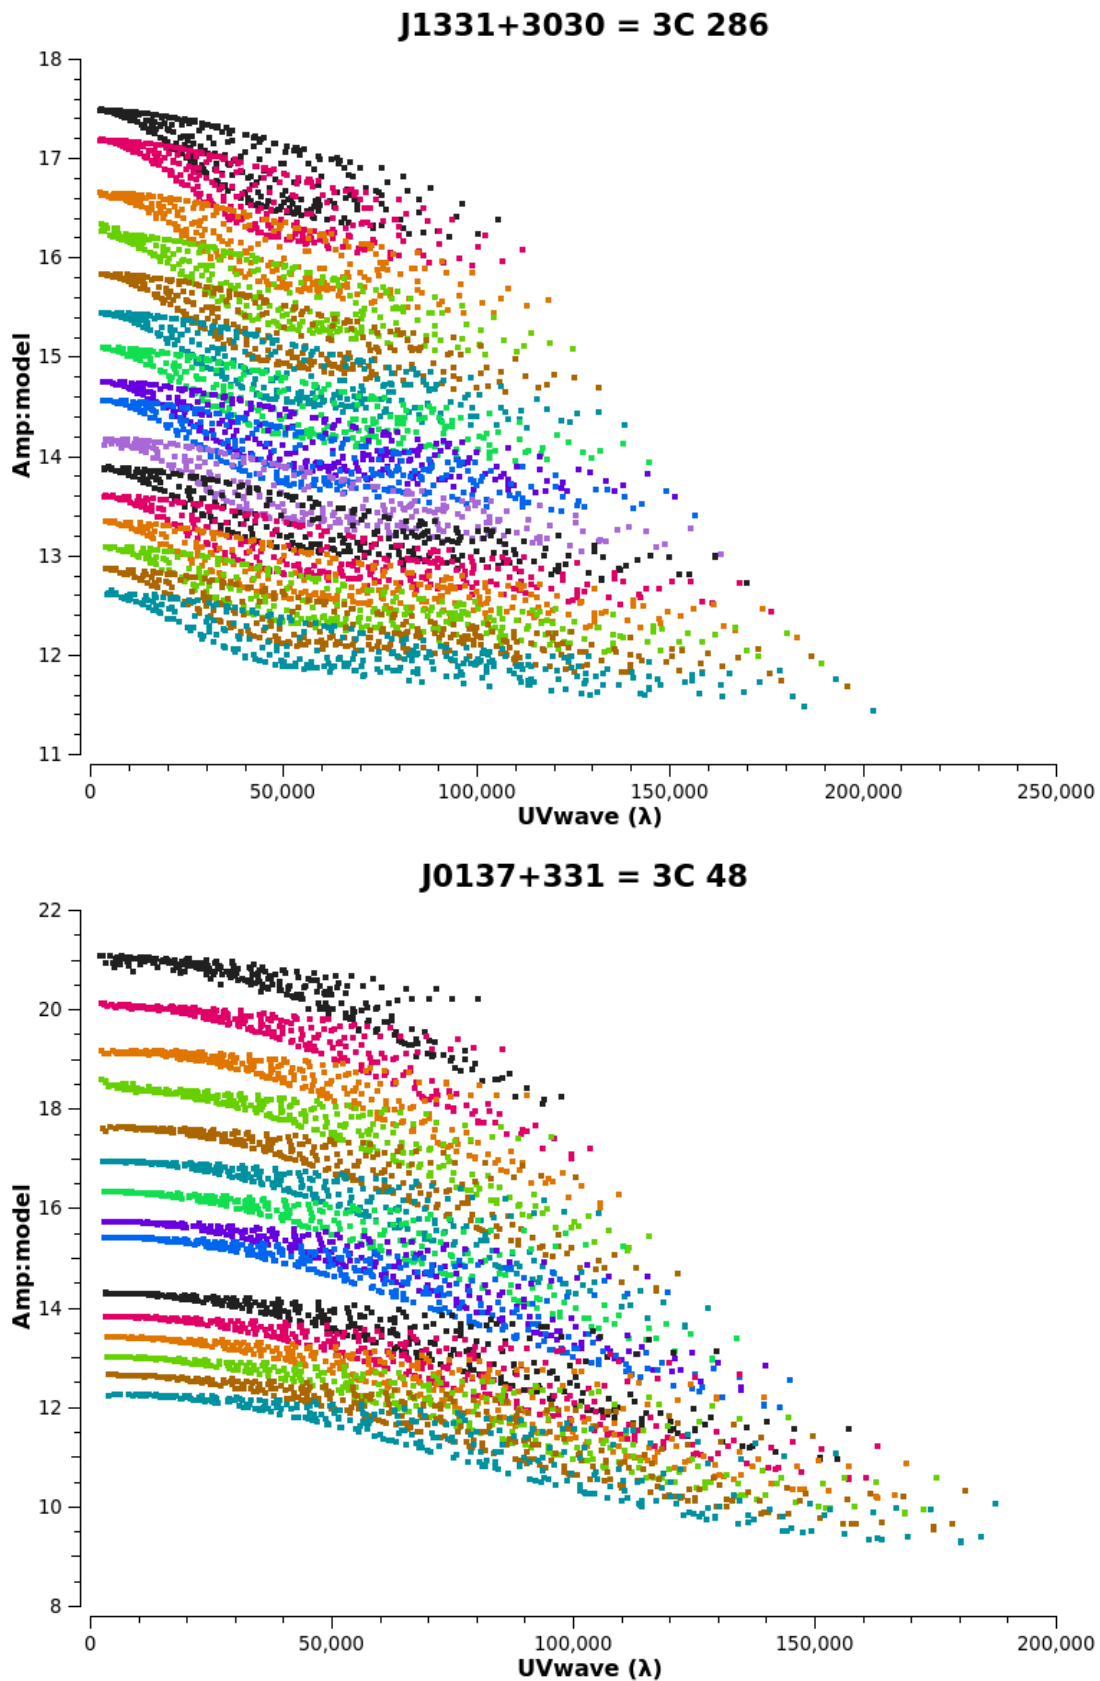 J1331+3030 = 3C 286
18
17
16
15
14
13
12
11
Amp:model
0 50,000 100,000 150,000 200,000 250,000
UVwave (λ)
J0137+331 = 3C 48
22
20
18
16
14
12
10
8
Amp:model
0 50,000 100,000 150,000 200,000
UVwave (λ)